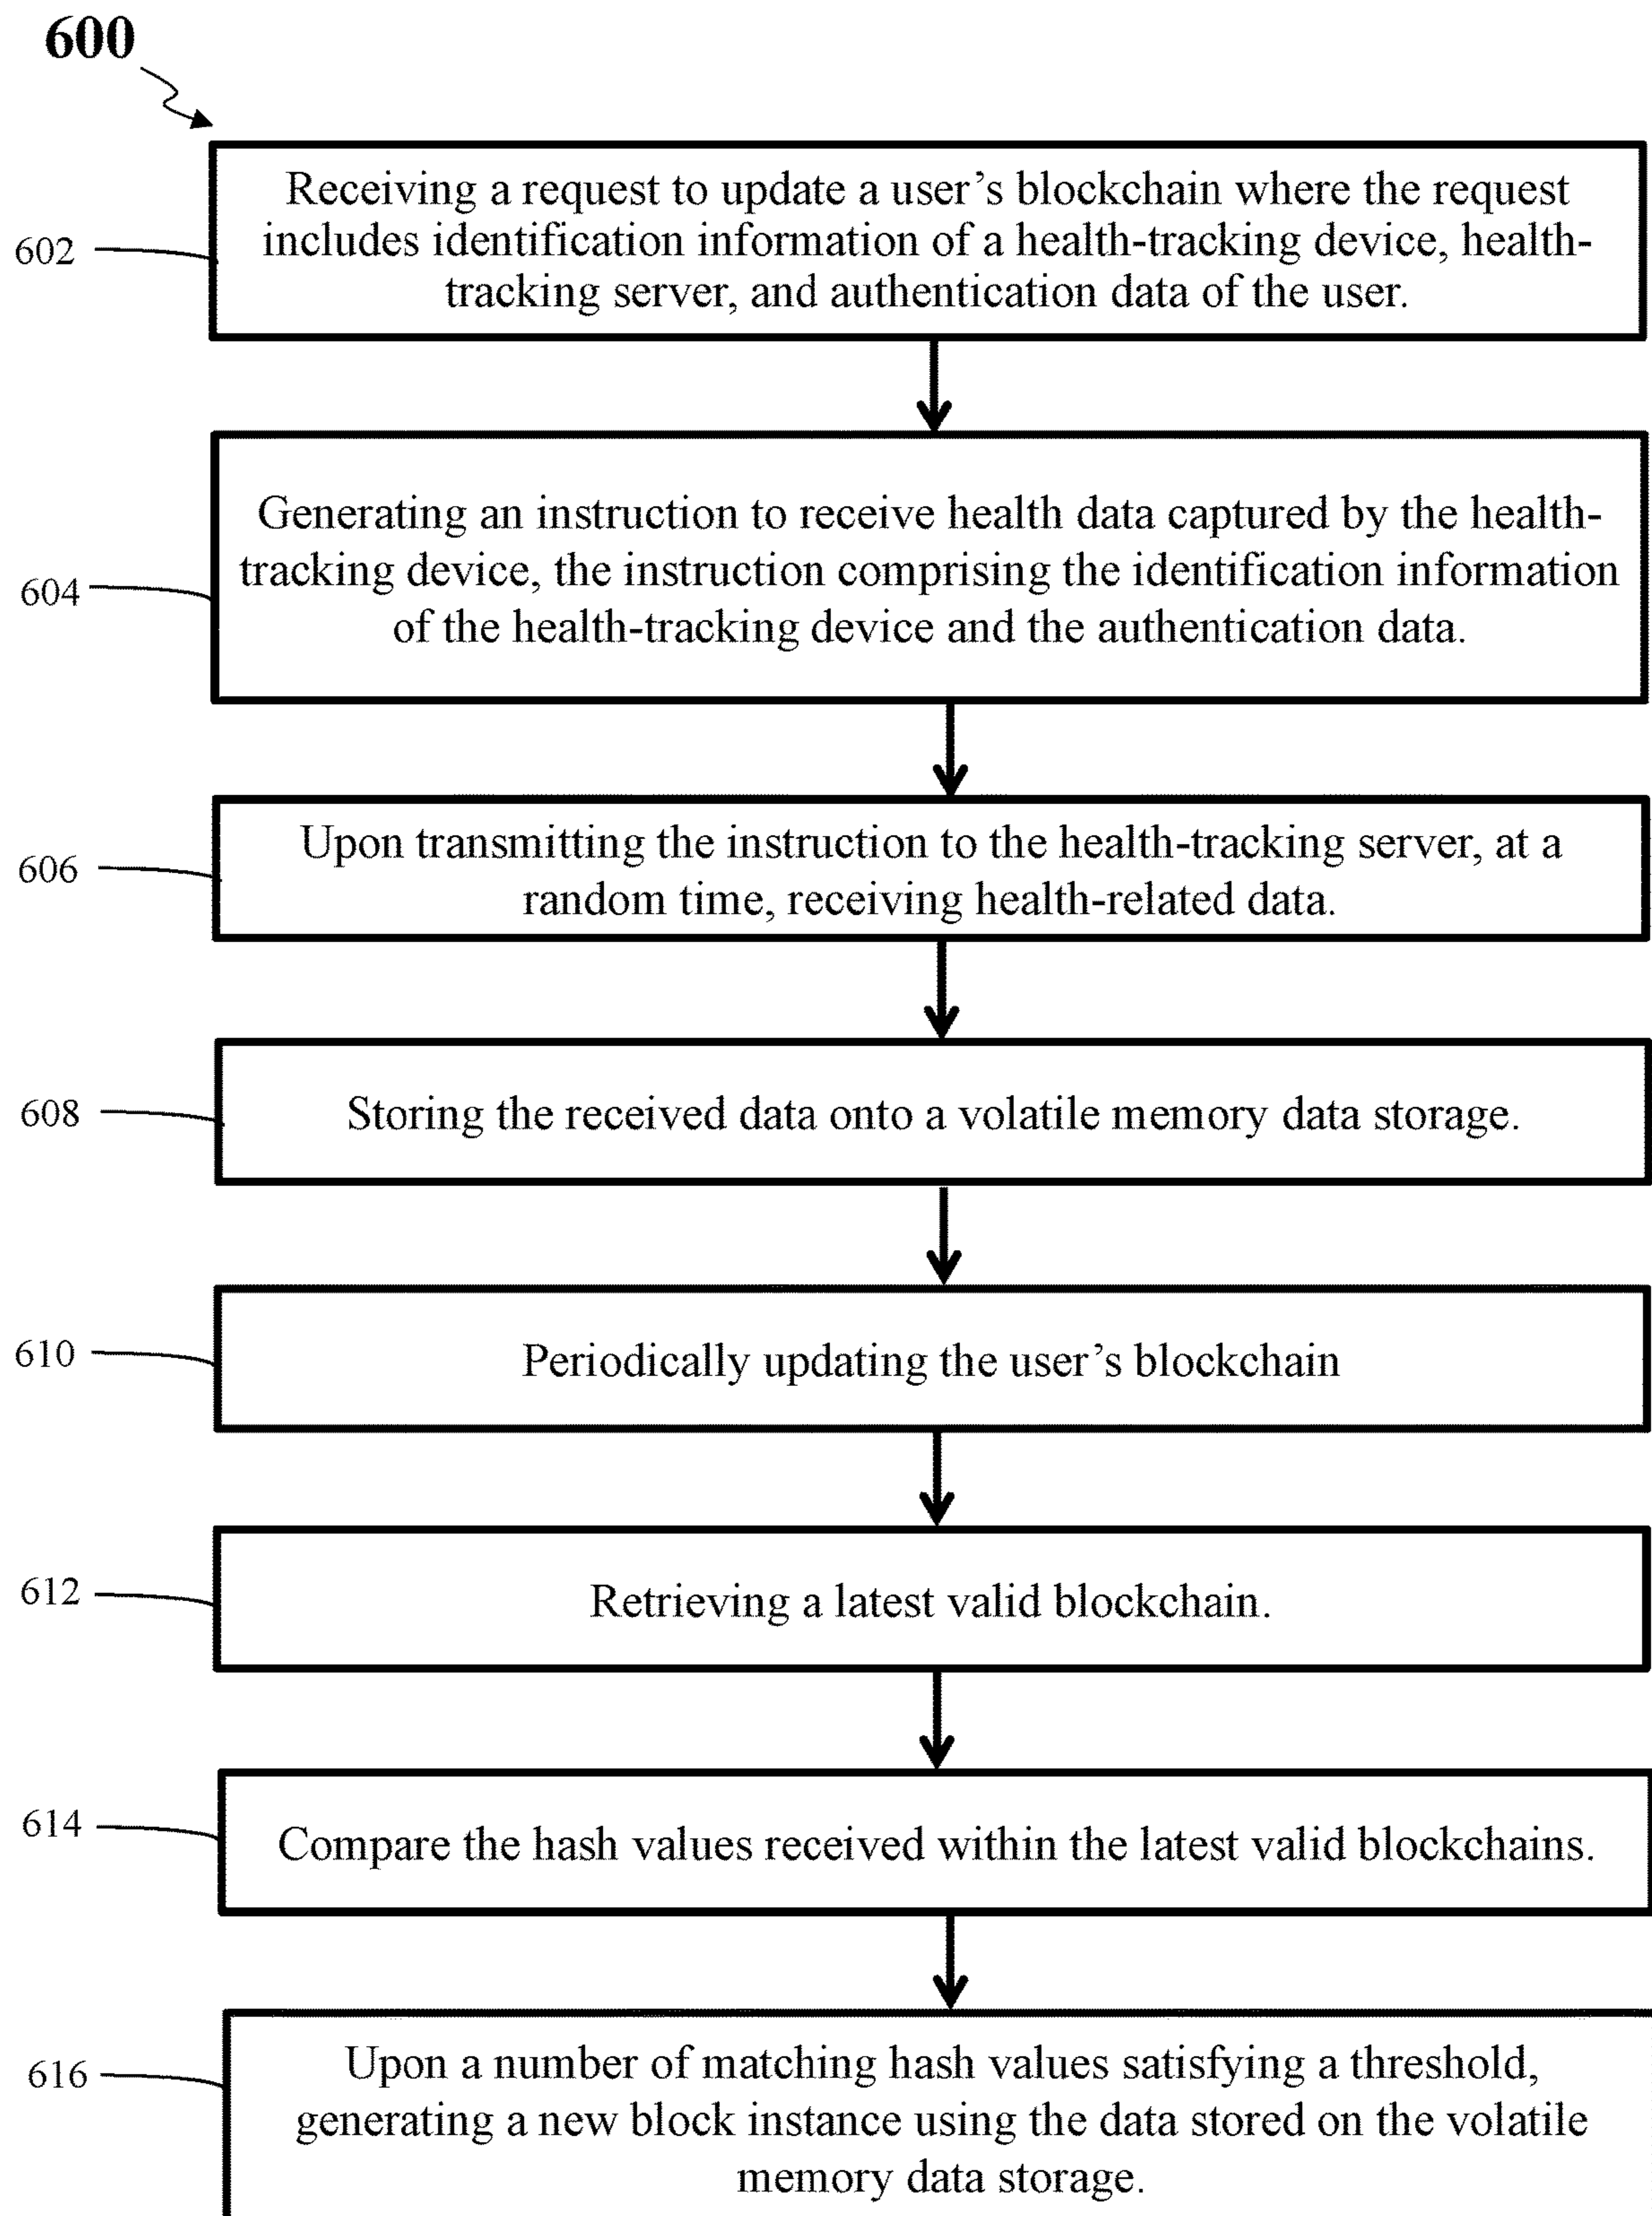 600
602
Receiving a request to update a user’s blockchain where the request
includes identification information of a health-tracking device, health-
tracking server, and authentication data of the user.
604
Generating an instruction to receive health data captured by the health-
tracking device, the instruction comprising the identification information
of the health-tracking device and the authentication data.
606
Upon transmitting the instruction to the health-tracking server, at a
random time, receiving health-related data.
608
Storing the received data onto a volatile memory data storage.
610
Periodically updating the user’s blockchain
612
Retrieving a latest valid blockchain.
614
Compare the hash values received within the latest valid blockchains.
616
Upon a number of matching hash values satisfying a threshold,
generating a new block instance using the data stored on the volatile
memory data storage.